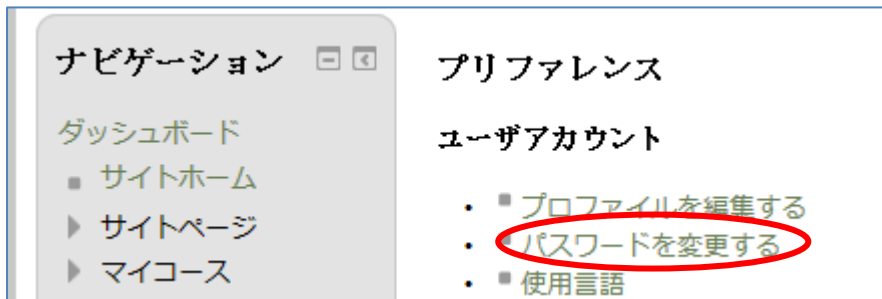 ナビゲーション
ダッシュボード
サイトホーム
サイトページ
マイコース
プリファレンス
ユーザアカウント
プロファイルを編集する
パスワードを変更する
使用言語